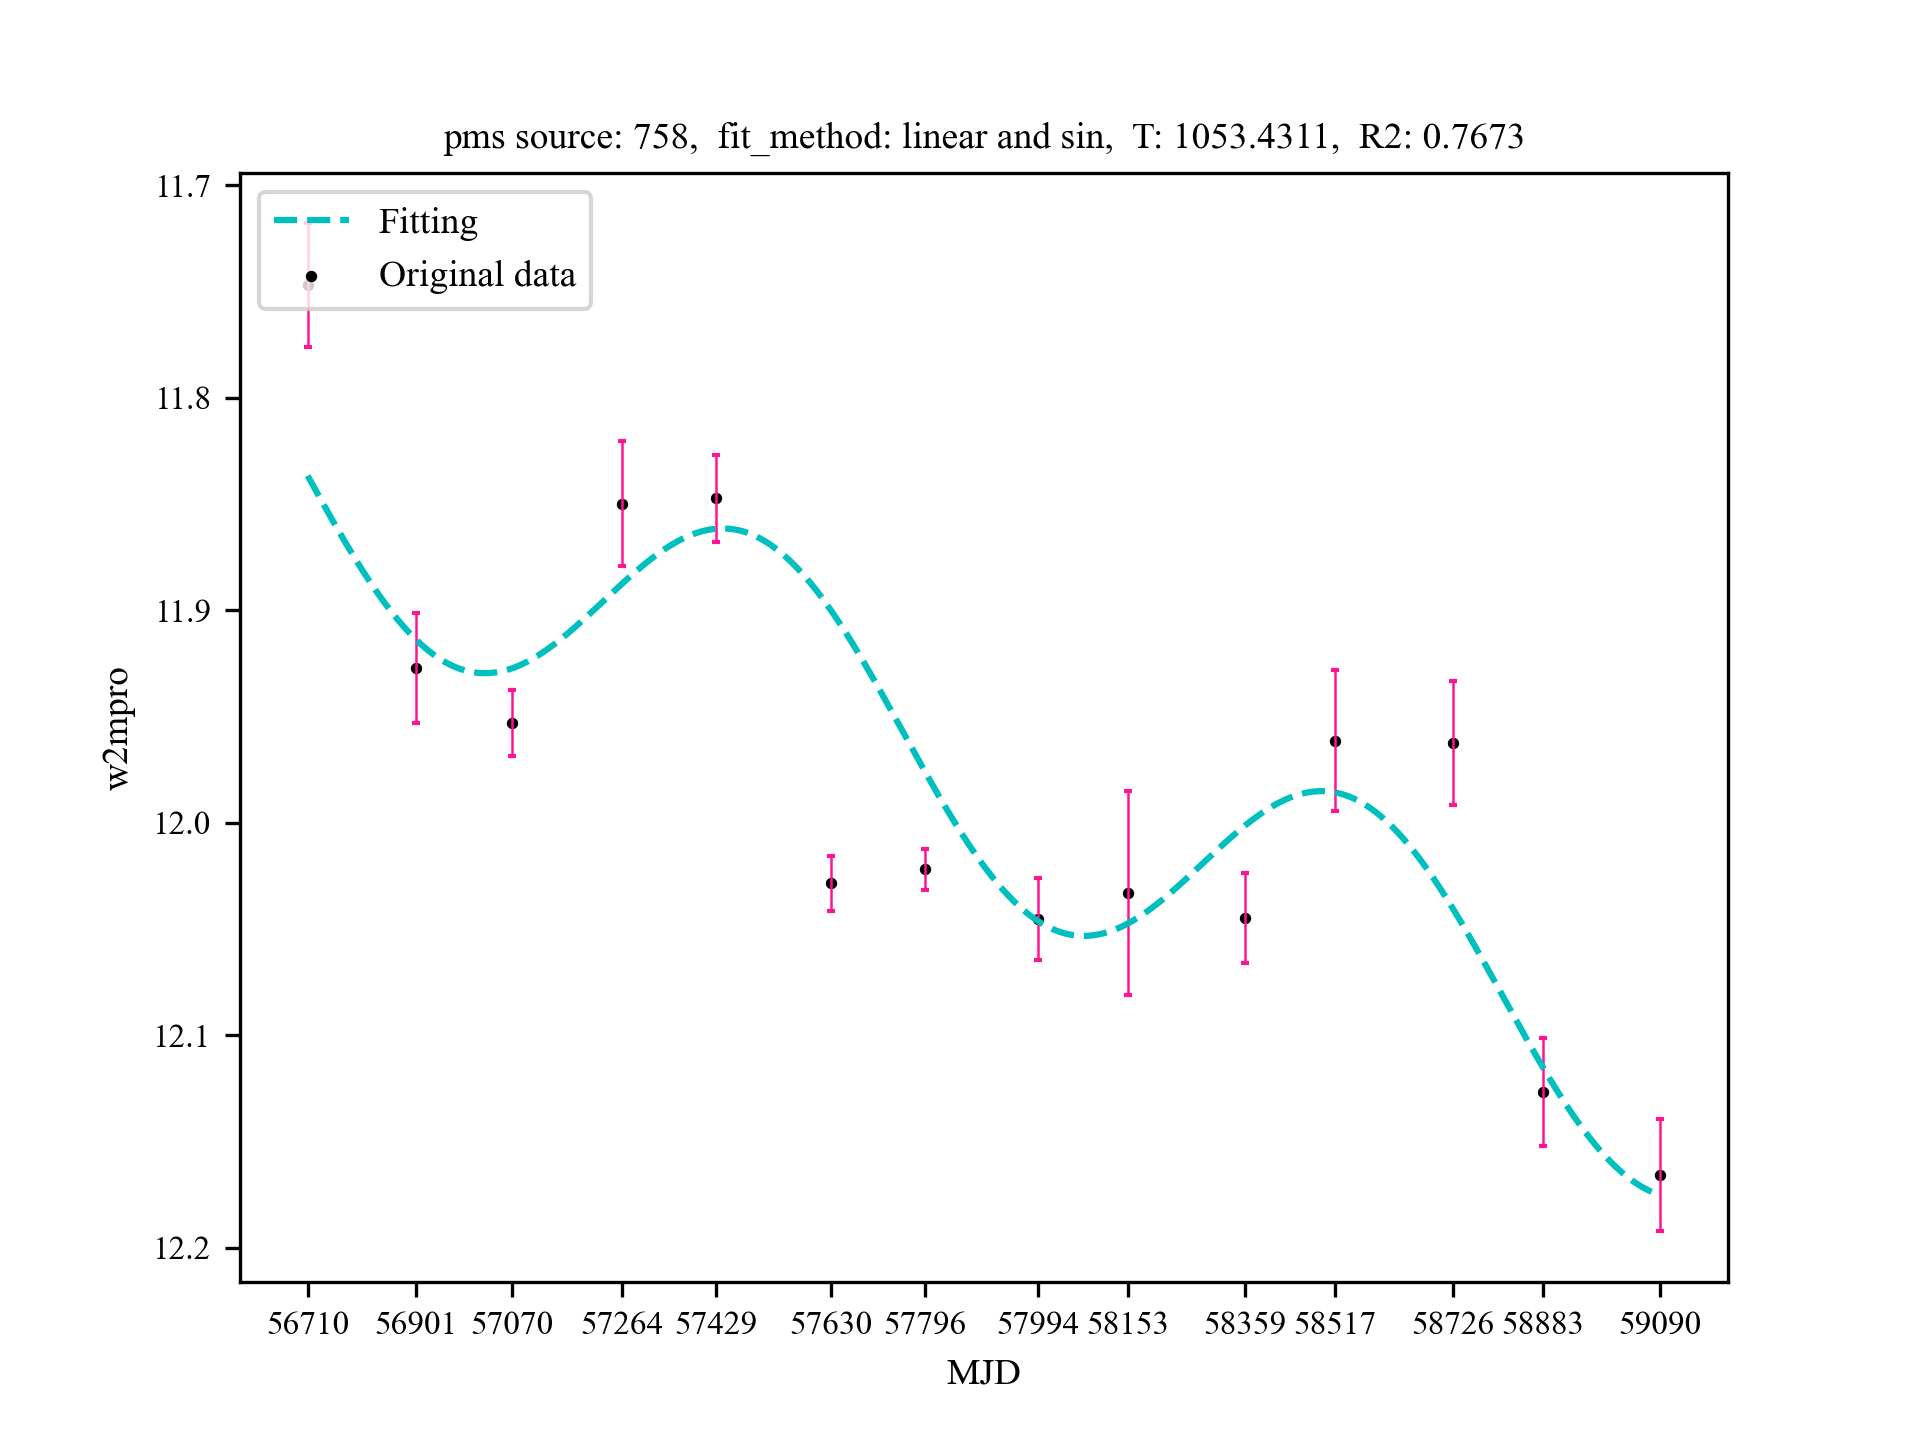 pms source: 758,  fit_method: linear and sin,  T: 1053.4311,  R2: 0.7673
Fitting
Original data
11.7
11.8
11.9
12.0
12.1
12.2
w2mpro
56710 56901 57070 57264 57429 57630 57796 57994 58153 58359 58517 58726 58883 59090
MJD